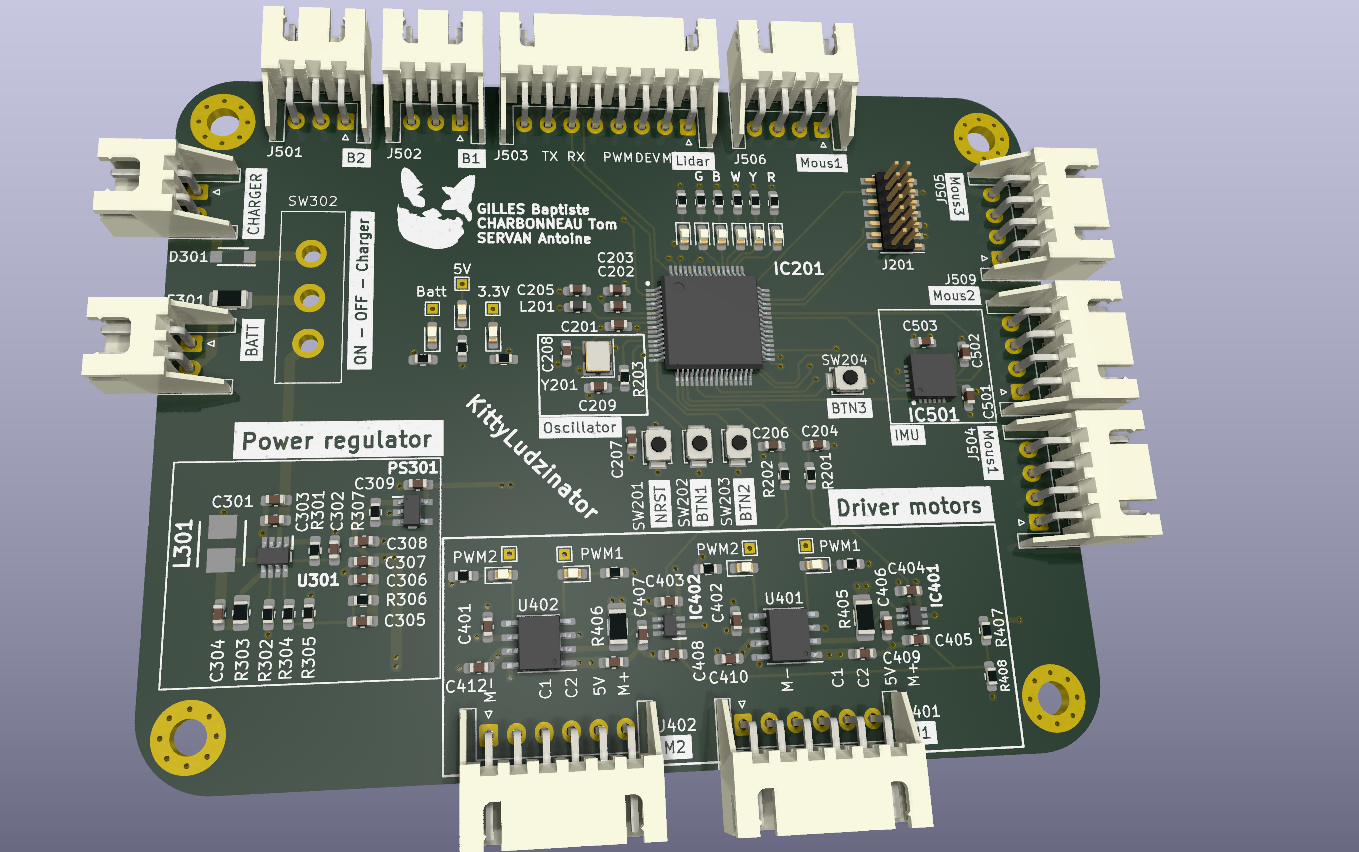 J501
B2
J502
B1
J503
TX
RX
PWM
DEV
M
Lidar
J506
Mous1
G
B
W
Y
R
CHARGER
SW302
ON - OFF - Charger
D301
BATT
GILLES Baptiste
CHARBONNEAU Tom
SERVAN Antoine
J505
Mous3
J201
J509
Mous2
5V
Batt
3.3V
C203
C202
C205
L201
C201
IC201
C208
Y201
C209
R203
Oscillator
SW204
BTN3
C503
C502
C501
IC501
IMU
J504
Mous1
KittyLudzinator
C207
SW201
NRST
SW202
BTN1
SW203
BTN2
C206
C204
R202
R201
Power regulator
PS301
C309
C301
C303
R301
C302
R307
L301
U301
C308
C307
C306
R306
C305
C304
R303
R302
R304
R305
Driver motors
PWM2
PWM1
PWM2
PWM1
C401
U402
R406
C407
C403
IC402
C402
U401
R405
C406
C404
IC401
C405
R407
R408
C412
M-
C1
C2
5V
M+
C408
C410
M-
C1
C2
5V
C409
M+
J402
M2